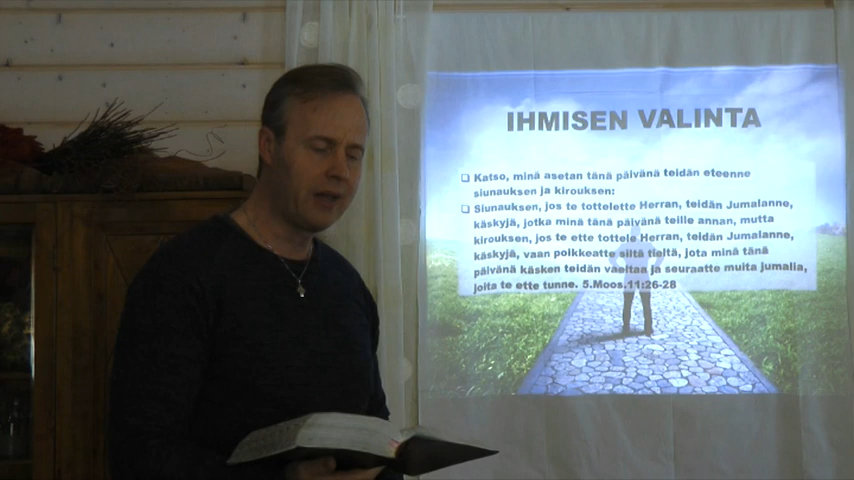 IHMISEN VALINTA
❑ Katso, minä asetan tänä päivänä teidän eteenne
siunauksen ja kirouksen:
❑ Siunauksen, jos te tottelette Herran, teidän Jumalanne,
käskyjä, jotka minä tänä päivänä teille annan, mutta
kirouksen, jos te ette tottele Herran, teidän Jumalanne,
käskyjä, vaan poikkeatte siltä tieltä, jota minä tänä
päivänä käsken teidän vaeltaa ja seuraatte muita jumalia,
joita te ette tunne. 5.Moos.11:26-28